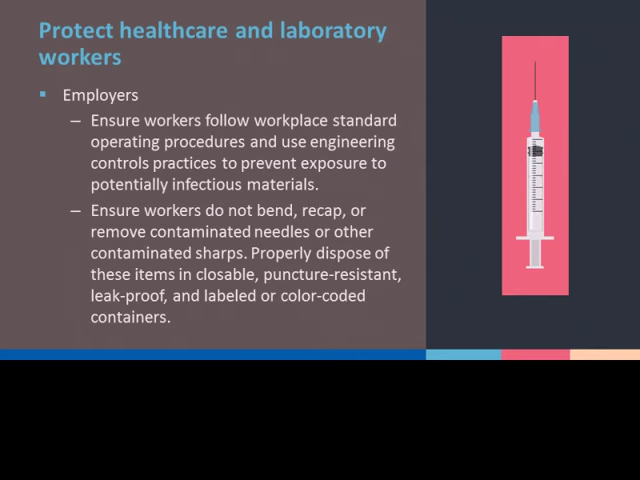 Protect healthcare and laboratory
workers
▪ Employers
– Ensure workers follow workplace standard
operating procedures and use engineering
controls practices to prevent exposure to
potentially infectious materials.
– Ensure workers do not bend, recap, or
remove contaminated needles or other
contaminated sharps. Properly dispose of
these items in closable, puncture-resistant,
leak-proof, and labeled or color-coded
containers.